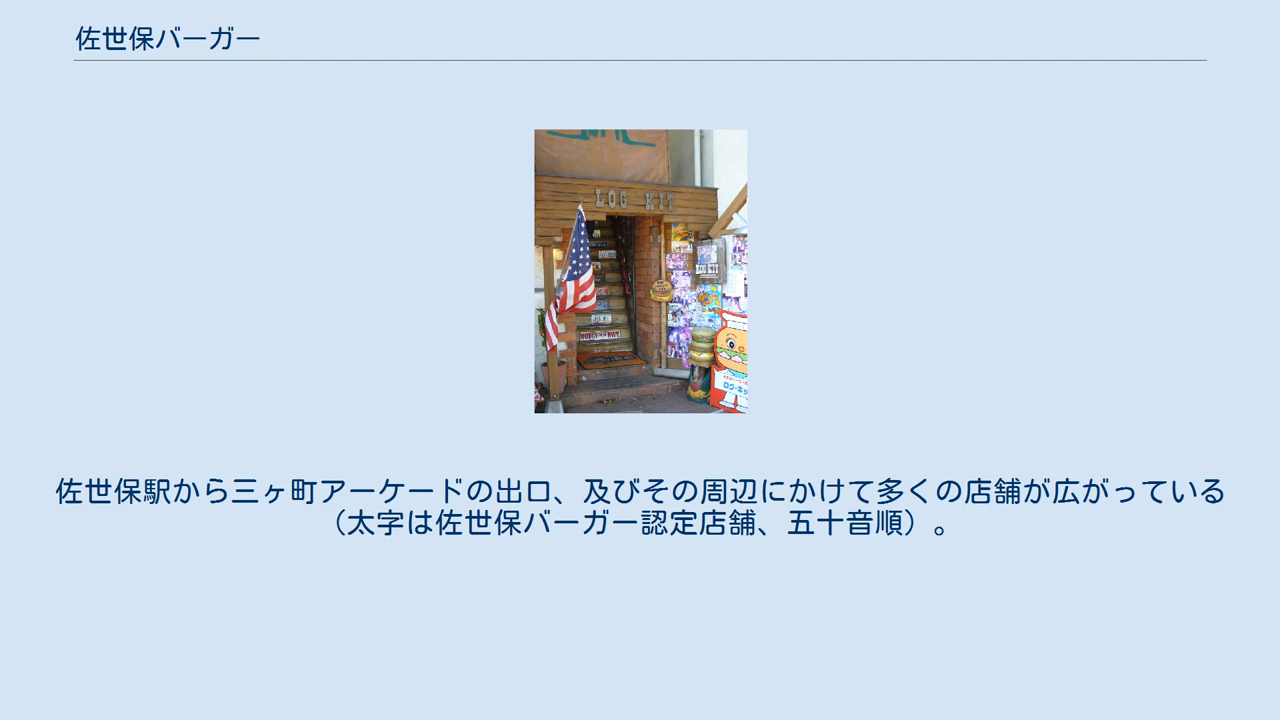 佐世保バーガー
LOG KIT
LOG KIT
佐世保駅から三ヶ町アーケードの出口、及びその周辺にかけて多くの店舗が広がっている
（太字は佐世保バーガー認定店舗、五十音順）。